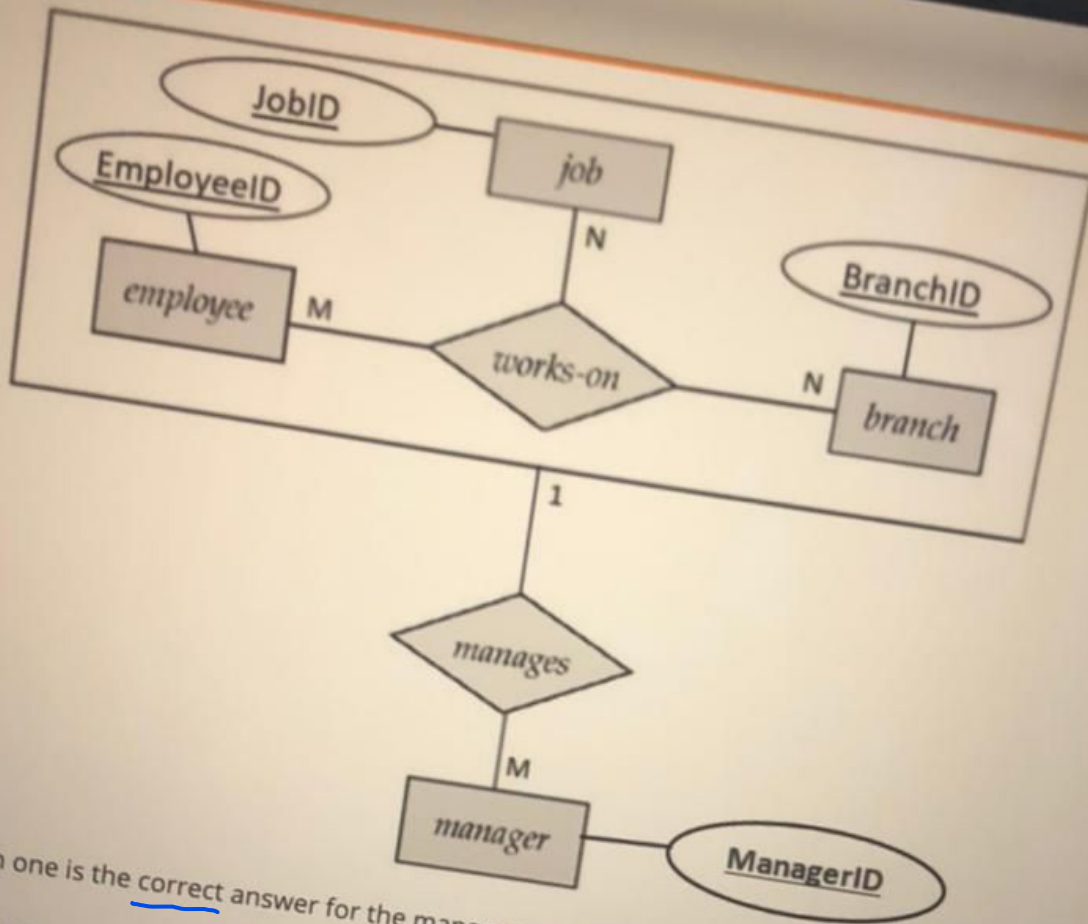 JobID
job
EmployeeID
N
employee
M
BranchID
works-on
N
branch
1
manages
M
manager
ManagerID
one is the correct answer for the